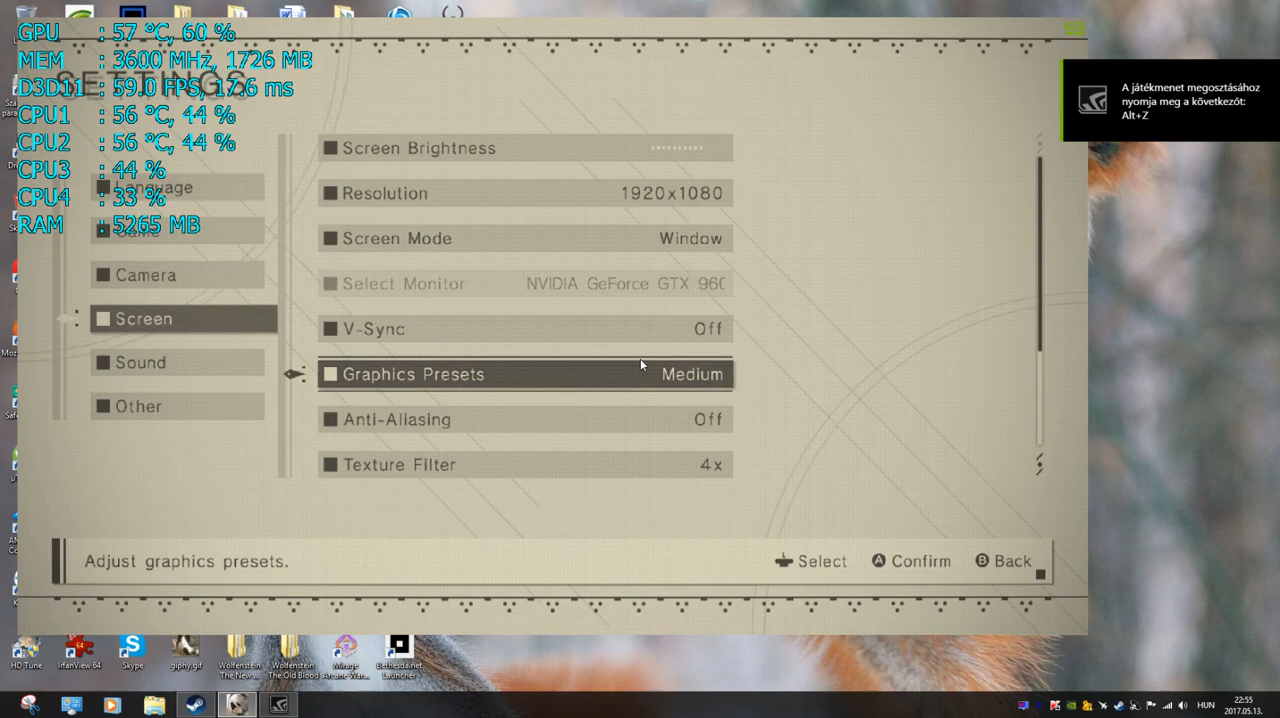 GPU : 57 °C, 60 %
MEM : 3600 MHz, 1726 MB
D3D11 : 59.0 FPS, 17.6 ms
CPU1 : 56 °C, 44 %
CPU2 : 56 °C, 44 %
CPU3 : 44 %
CPU4 : 33 %
RAM : 5265 MB
SETTINGS
59
A játékmenet megosztásához
nyomja meg a következőt:
Alt+Z
Language
Game
Camera
Screen
Sound
Other
Screen Brightness
Resolution 1920x1080
Screen Mode Window
Select Monitor NVIDIA GeForce GTX 960
V-Sync Off
Graphics Presets Medium
Anti-Aliasing Off
Texture Filter 4x
Adjust graphics presets.
Select A Confirm B Back
HD Tune
IrfanView 64
Skype
giphy.gif
Wolfenstein
The New ...
Wolfenstein
The Old Blood
Mirage
Arcane War...
Bethesda.net
Launcher
HUN
22:55
2017.05.13.